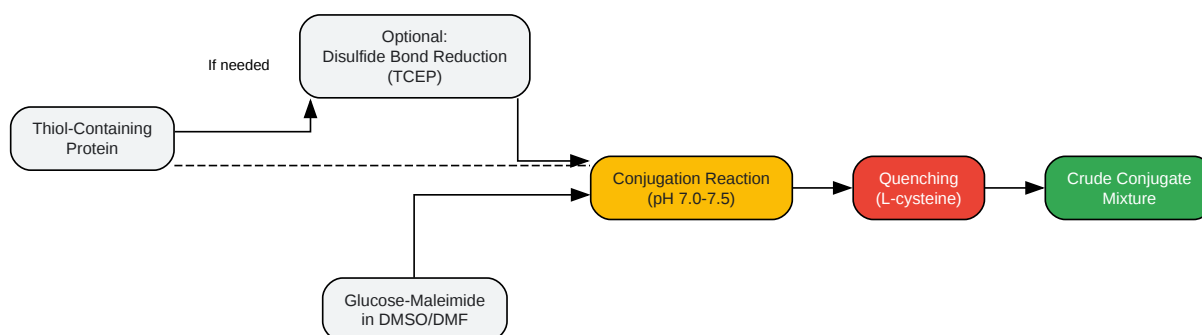 Optional:
Disulfide Bond Reduction
(TCEP)
If needed
Thiol-Containing
Protein
Conjugation Reaction
(pH 7.0-7.5)
Quenching
(L-cysteine)
Crude Conjugate
Mixture
Glucose-Maleimide
in DMSO/DMF